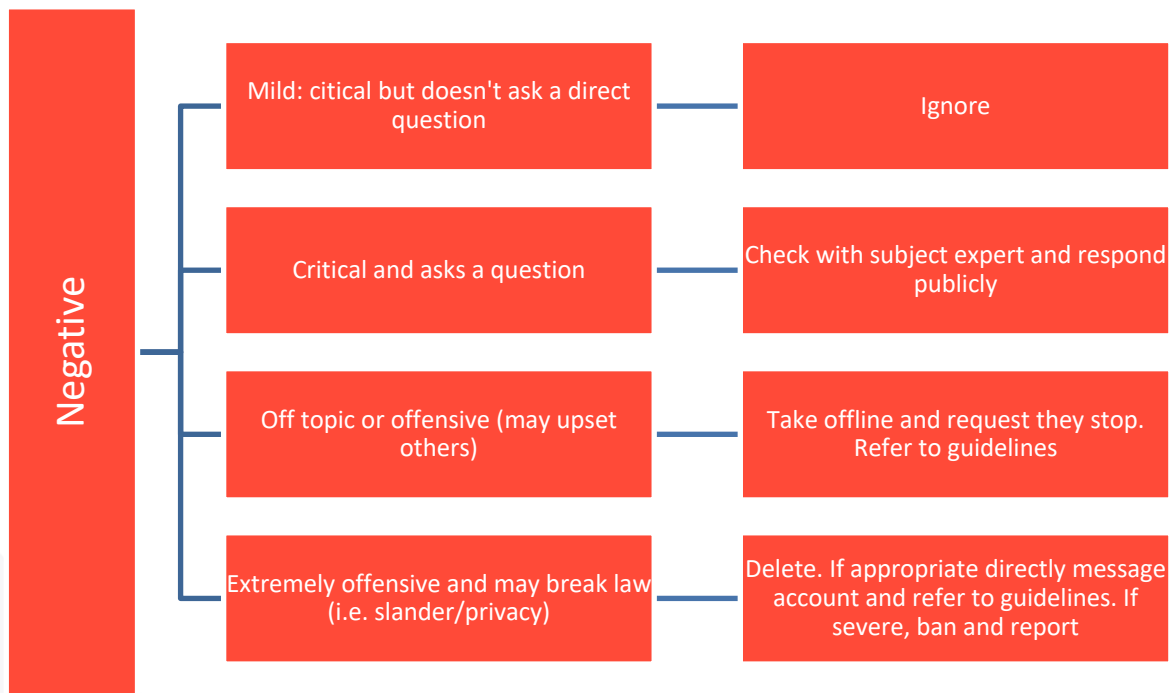 Negative
Mild: citical but doesn't ask a direct
question
Ignore
Critical and asks a question
Check with subject expert and respond
publicly
Off topic or offensive (may upset
others)
Take offline and request they stop.
Refer to guidelines
Extremely offensive and may break law
(i.e. slander/privacy)
Delete. If appropriate directly message
account and refer to guidelines. If
severe, ban and report